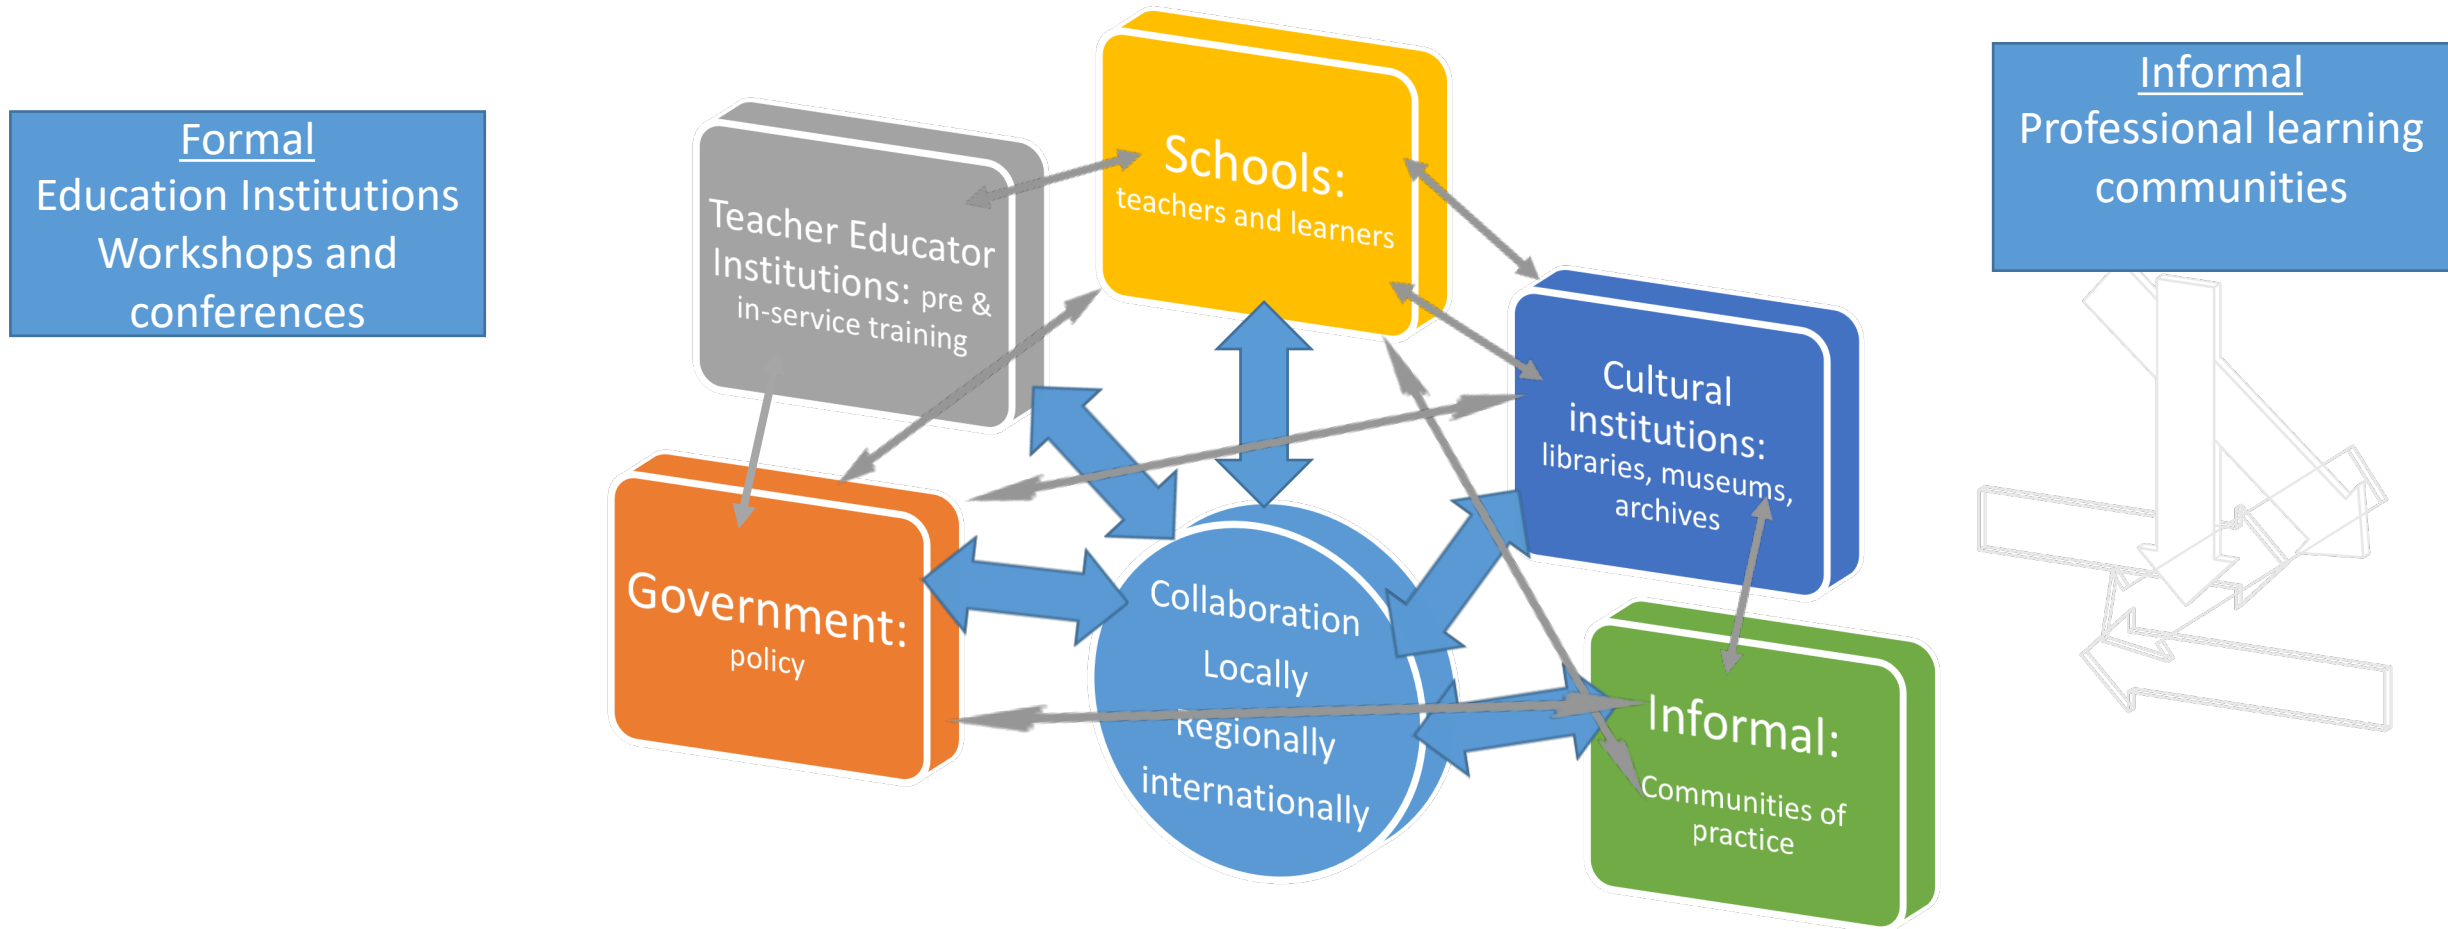 Formal
Education Institutions
Workshops and
conferences
Teacher Educator
Institutions: pre &
in-service training
Schools:
teachers and learners
Informal
Professional learning
communities
Cultural
institutions:
libraries, museums,
archives
Government:
policy
Collaboration
Locally
Regionally
internationally
Informal:
Communities of
practice